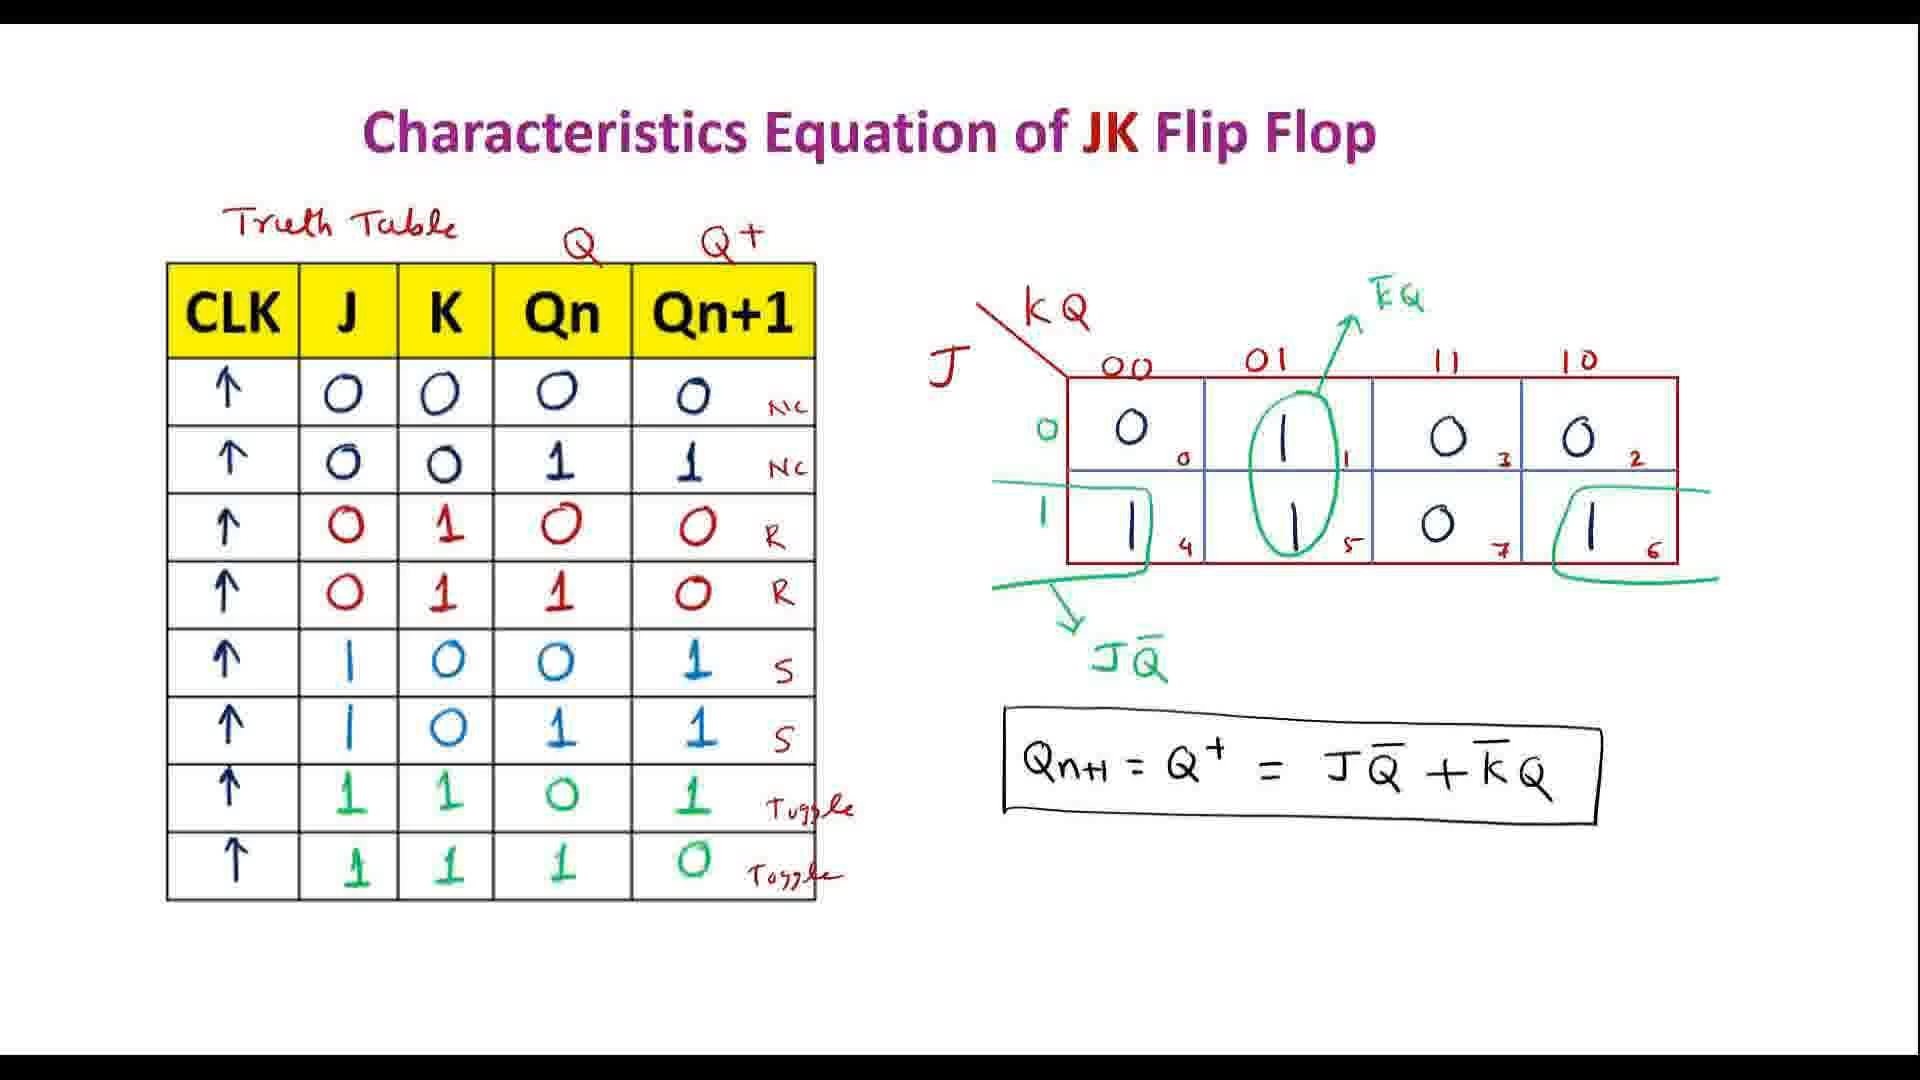 Characteristics Equation of JK Flip Flop
Truth Table Q Q+
CLK J K Qn Qn+1
↑ 0 0 0 0 NC
↑ 0 0 1 1 NC
↑ 0 1 0 0 R
↑ 0 1 1 0 R
↑ 1 0 0 1 S
↑ 1 0 1 1 S
↑ 1 1 0 1 Toggle
↑ 1 1 1 0 Toggle
KQ
J
K̅Q
00 01 11 10
0 0 0 1 1 0 3 0 2
1 1 4 1 5 0 7 1 6
JQ̅
Qn+1 = Q+ = JQ̅ + K̅Q